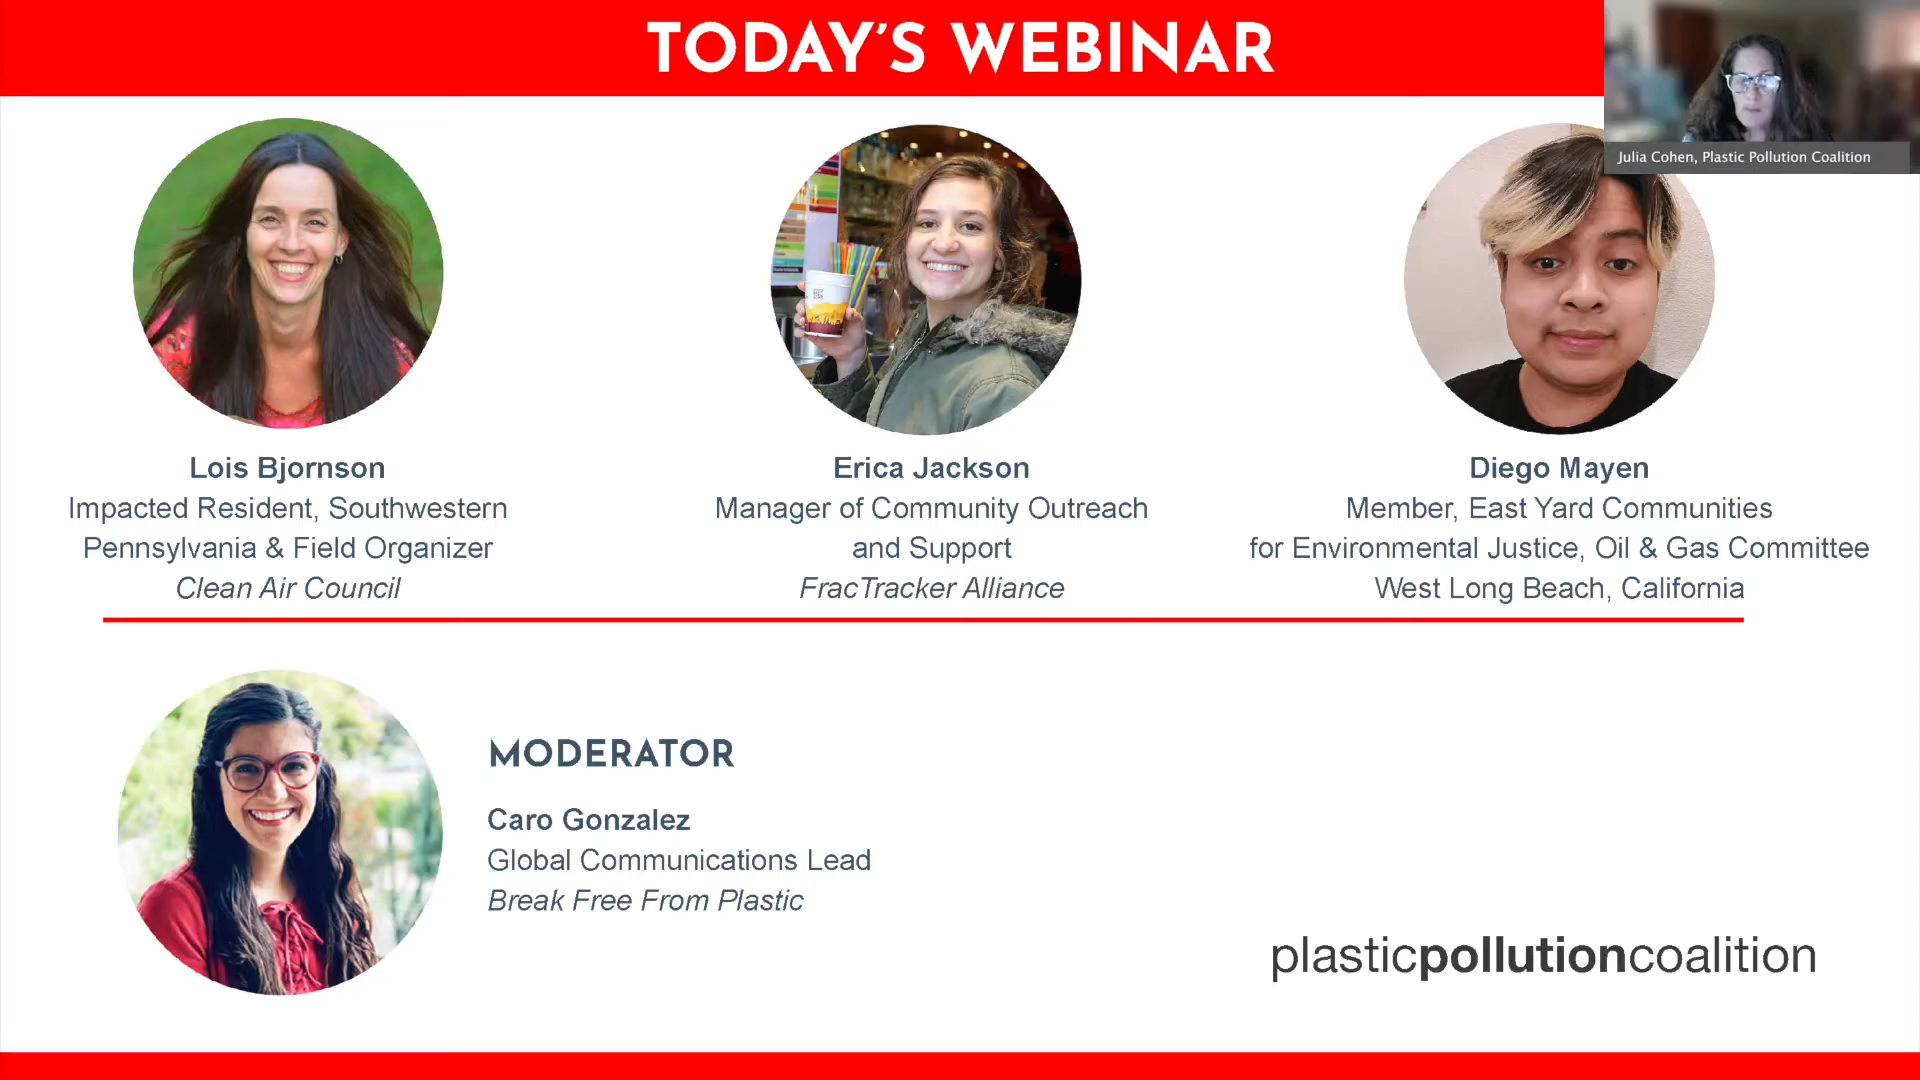 TODAY'S WEBINAR
Julia Cohen, Plastic Pollution Coalition
Lois Bjornson
Impacted Resident, Southwestern
Pennsylvania & Field Organizer
Clean Air Council
Erica Jackson
Manager of Community Outreach
and Support
FracTracker Alliance
Diego Mayen
Member, East Yard Communities
for Environmental Justice, Oil & Gas Committee
West Long Beach, California
MODERATOR
Caro Gonzalez
Global Communications Lead
Break Free From Plastic
plasticpollutioncoalition